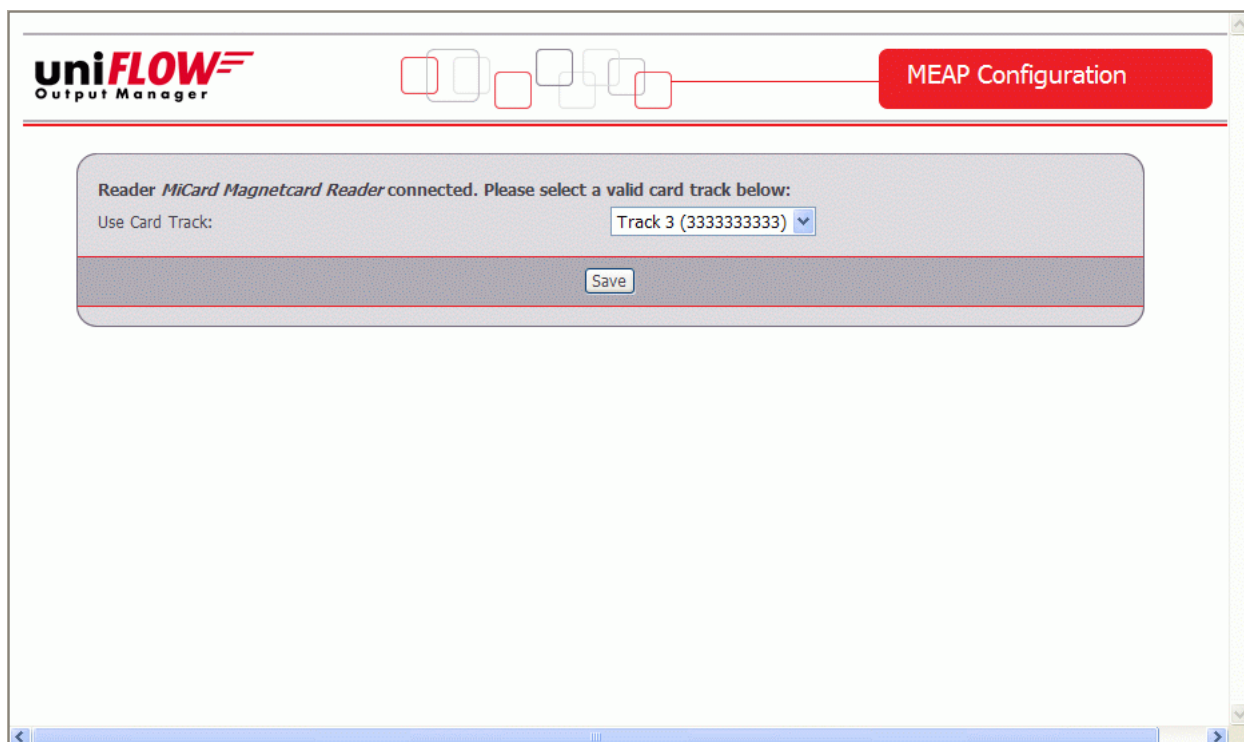 uniFLOW
Output Manager
MEAP Configuration
Reader MiCard Magnetcard Reader connected. Please select a valid card track below:
Use Card Track: Track 3 (3333333333)
Save